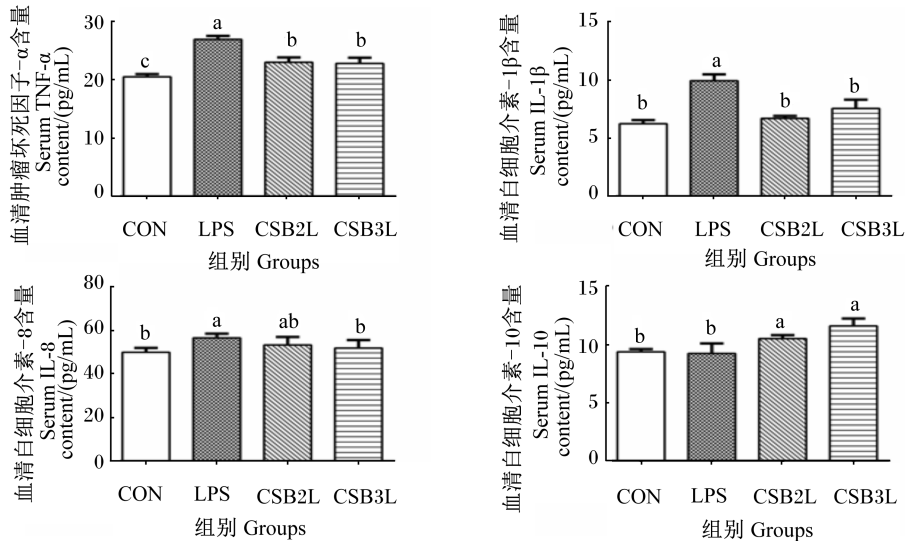 血清肿瘤坏死因子-α含量
Serum TNF-α
content/(pg/mL)
30
20
10
0
c
a
b
b
CON LPS CSB2L CSB3L
组别 Groups
血清白细胞介素-1β含量
Serum IL-1β
content/(pg/mL)
15
10
5
0
b
a
b
b
CON LPS CSB2L CSB3L
组别 Groups
血清白细胞介素-8含量
Serum IL-8
content/(pg/mL)
80
60
40
20
0
b
a
ab
b
CON LPS CSB2L CSB3L
组别 Groups
血清白细胞介素-10含量
Serum IL-10
content/(pg/mL)
15
10
5
0
b
b
a
a
CON LPS CSB2L CSB3L
组别 Groups